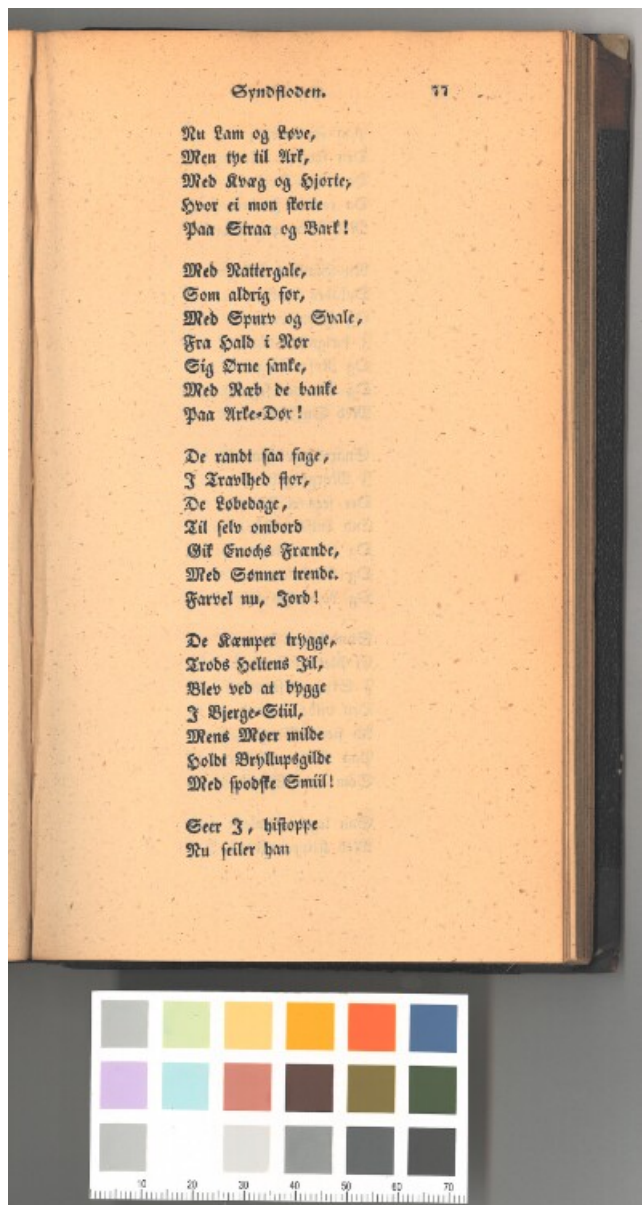 Syndfloden. 77
Nu Lam og Løve,
Men tye til Ark,
Med Kvæg og Hjorte,
Hvor ei mon skorte
Paa Straa og Bark!
Med Nattergale,
Som aldrig før,
Med Spurv og Svale,
Fra Hald i Nør
Sig Ørne sanke,
Med Næb de banke
Paa Arke-Dør!
De randt saa fage,
I Travlhed stor,
De Løbedage,
Til selv ombord
Gik Enochs Frænde,
Med Sønner trende.
Farvel nu, Jord!
De Kæmper trygge,
Trods Heltens Iil,
Blev ved at bygge
I Bjerge-Stiil,
Mens Møer milde
Holdt Bryllupsgilde
Med spodske Smiil!
Seer I, histoppe
Nu seiler han
10 20 30 40 50 60 70